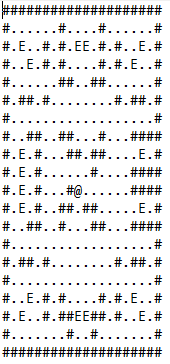 ####################
#......#....#......#
#.E..#.#.EE.#.#..E.#
#..E.#.#....#.#.E..#
#......##..##......#
#.##.#........#.##.#
#..................#
#..##..##...#...####
#.E.#...##.##....E.#
#.E.#......#....####
#.E.#...#@......####
#.E.#..##.##.....E.#
#..##..#...##...####
#..................#
#.##.#........#.##.#
#..................#
#..E.#.#....#.#.E..#
#.E..#.##EE##.#..E.#
#.......#..#.......#
####################